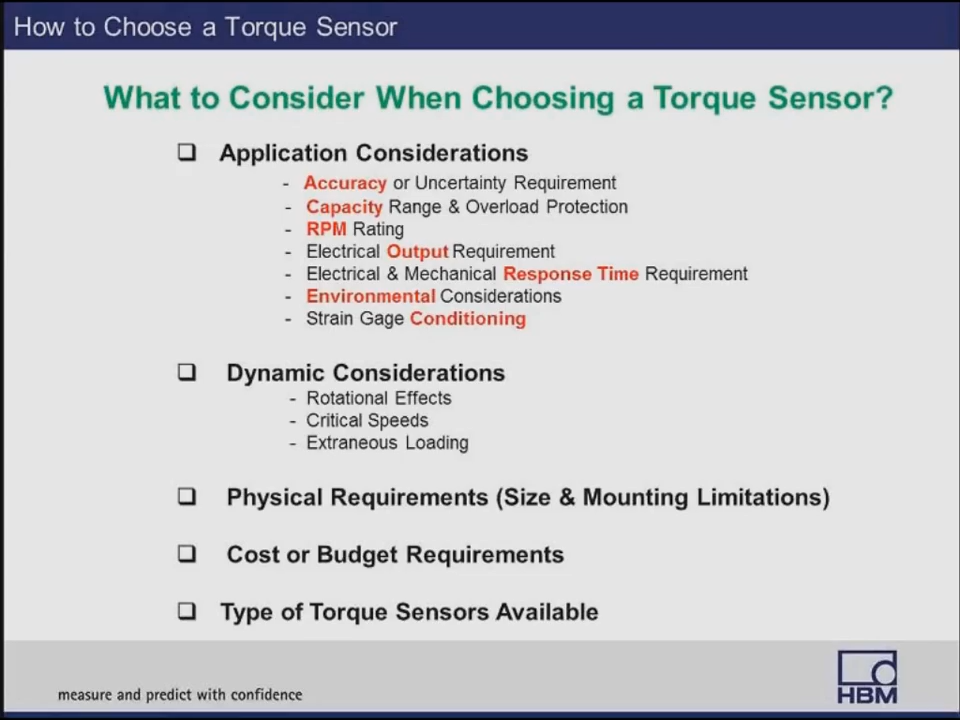 How to Choose a Torque Sensor
What to Consider When Choosing a Torque Sensor?
❑ Application Considerations
- Accuracy or Uncertainty Requirement
- Capacity Range & Overload Protection
- RPM Rating
- Electrical Output Requirement
- Electrical & Mechanical Response Time Requirement
- Environmental Considerations
- Strain Gage Conditioning
❑ Dynamic Considerations
- Rotational Effects
- Critical Speeds
- Extraneous Loading
❑ Physical Requirements (Size & Mounting Limitations)
❑ Cost or Budget Requirements
❑ Type of Torque Sensors Available
measure and predict with confidence
HBM